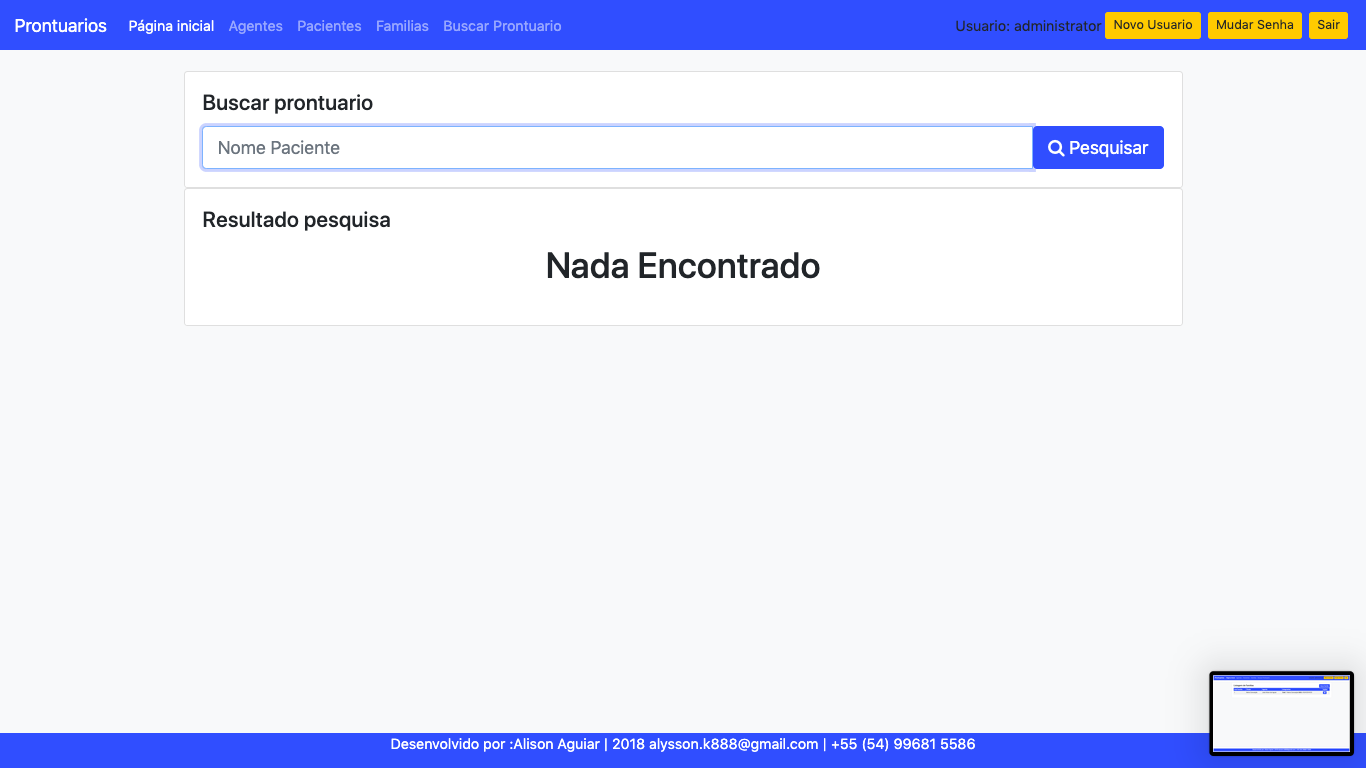 Prontuarios Página inicial Agentes Pacientes Familias Buscar Prontuario Usuario: administrator Novo Usuario Mudar Senha Sair
Buscar prontuario
Nome Paciente Pesquisar
Resultado pesquisa
Nada Encontrado
Desenvolvido por :Alison Aguiar | 2018 alysson.k888@gmail.com | +55 (54) 99681 5586